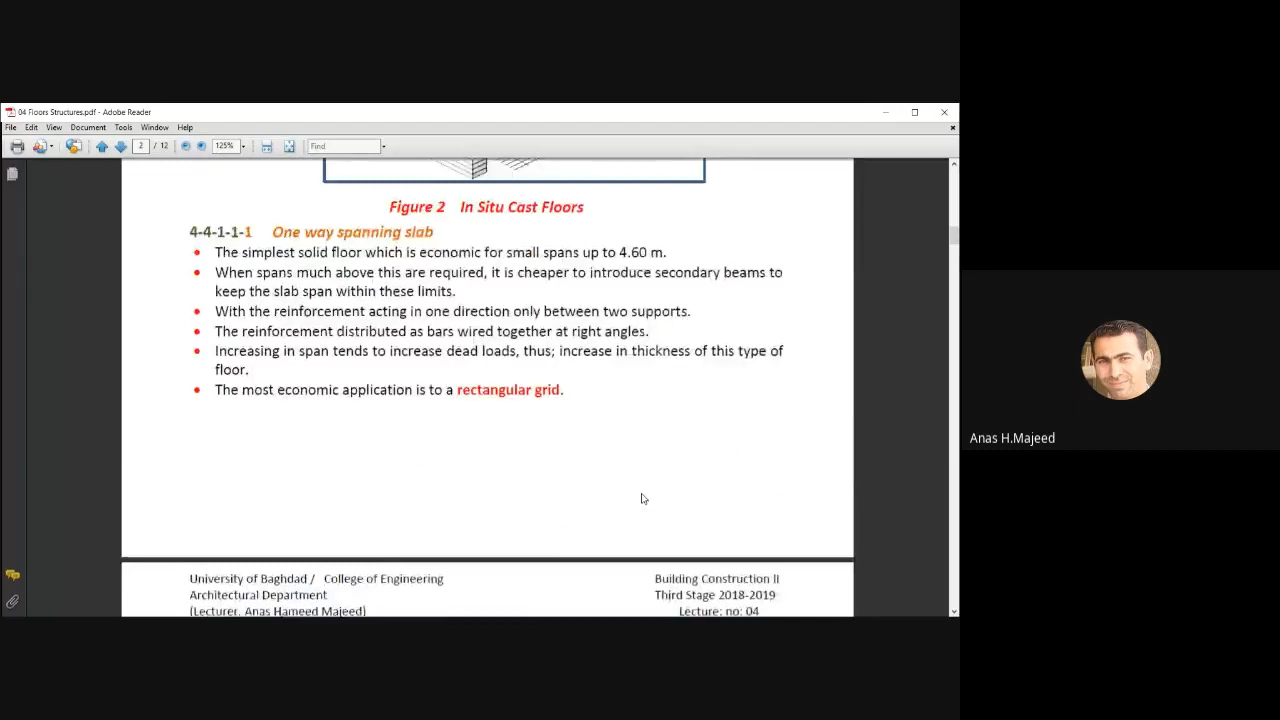 04 Floors Structures.pdf - Adobe Reader
File Edit View Document Tools Window Help
2 / 12 125% Find
Figure 2 In Situ Cast Floors
4-4-1-1-1 One way spanning slab
• The simplest solid floor which is economic for small spans up to 4.60 m.
• When spans much above this are required, it is cheaper to introduce secondary beams to
keep the slab span within these limits.
• With the reinforcement acting in one direction only between two supports.
• The reinforcement distributed as bars wired together at right angles.
• Increasing in span tends to increase dead loads, thus; increase in thickness of this type of
floor.
• The most economic application is to a rectangular grid.
Anas H.Majeed
University of Baghdad / College of Engineering Building Construction II
Architectural Department Third Stage 2018-2019
(Lecturer. Anas Hameed Majeed) Lecture: no: 04